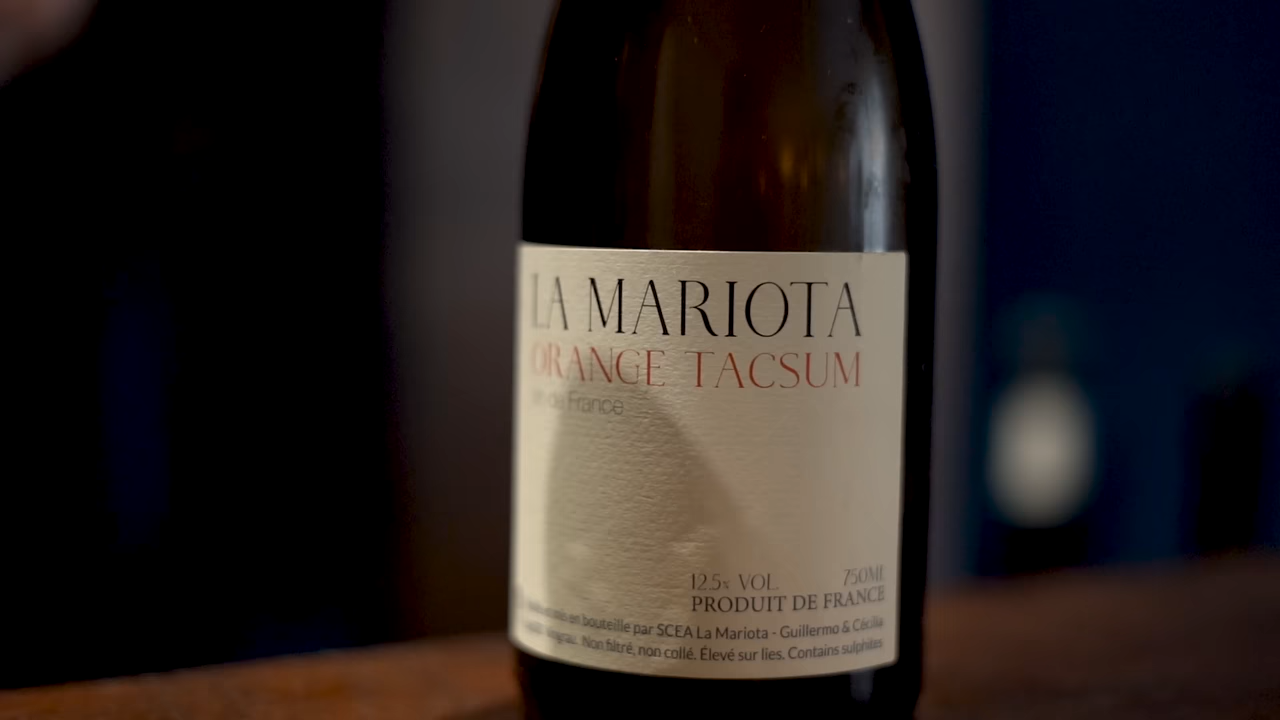 LA MARIOTA
ORANGE TACSUM
de France
12.5% VOL. 750Ml
PRODUIT DE FRANCE
en bouteille par SCEA La Mariota - Guillermo & Cécilia
Non filtré, non collé. Élevé sur lies. Contains sulphites